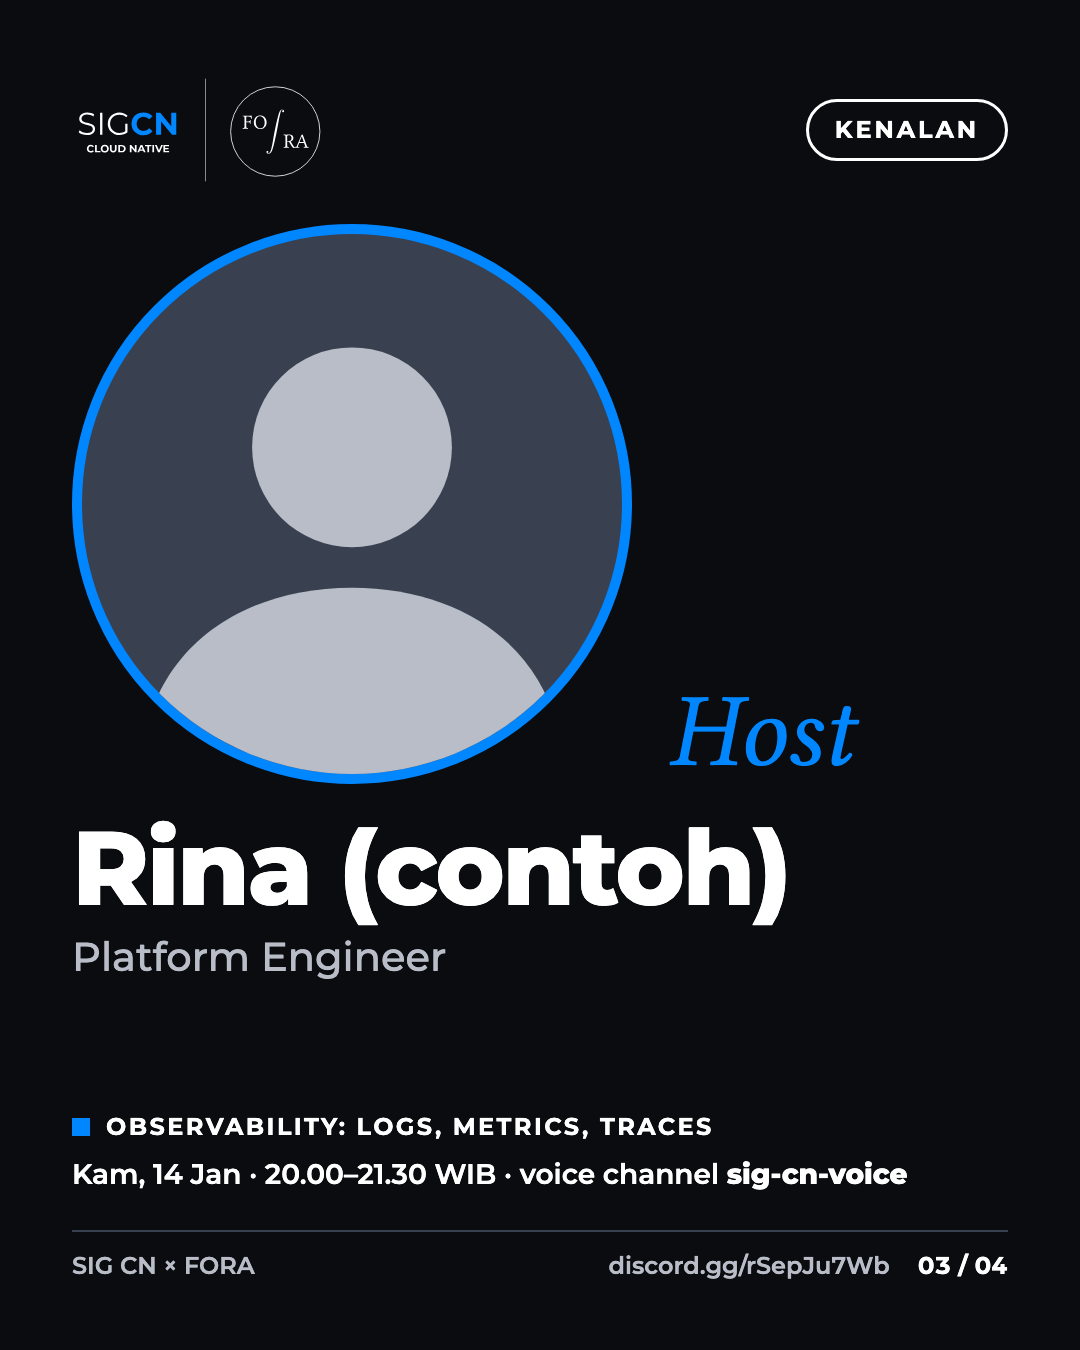 SIGCN
CLOUD NATIVE
FO
RA
KENALAN
Host
Rina (contoh)
Platform Engineer
OBSERVABILITY: LOGS, METRICS, TRACES
Kam, 14 Jan · 20.00–21.30 WIB · voice channel sig-cn-voice
SIG CN × FORA
discord.gg/rSepJu7Wb 03 / 04